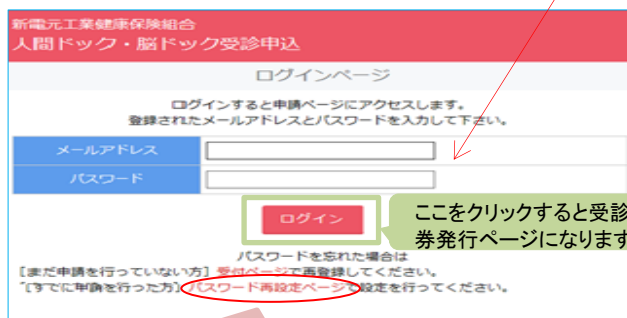 新電元工業健康保険組合
人間ドック・脳ドック受診申込
ログインページ
ログインすると申請ページにアクセスします。
登録されたメールアドレスとパスワードを入力して下さい。
メールアドレス
パスワード
ログイン
ここをクリックすると受診
券発行ページになります
パスワードを忘れた場合は
[まだ申請を行っていない方] 受付ページで再登録してください。
[すでに申請を行った方] パスワード再設定ページで設定を行ってください。